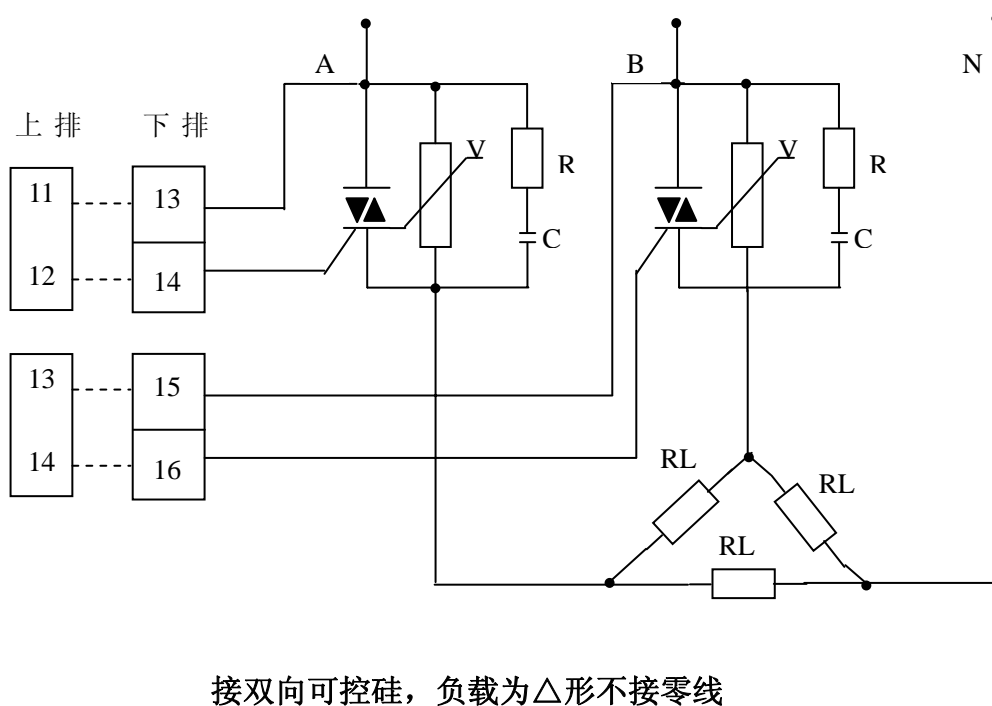 A B N
上 排 下 排
V V
R R
11 13
C C
12 14
13 15
14 16
RL
RL
RL
接双向可控硅，负载为△形不接零线